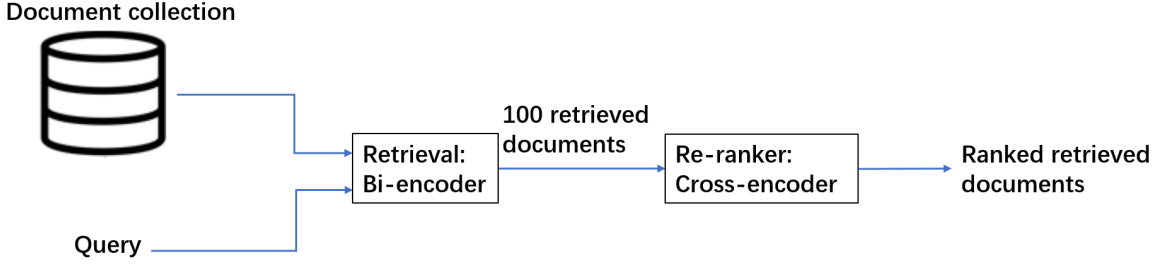 Document collection
100 retrieved
documents
Retrieval:
Bi-encoder
Re-ranker:
Cross-encoder
Ranked retrieved
documents
Query